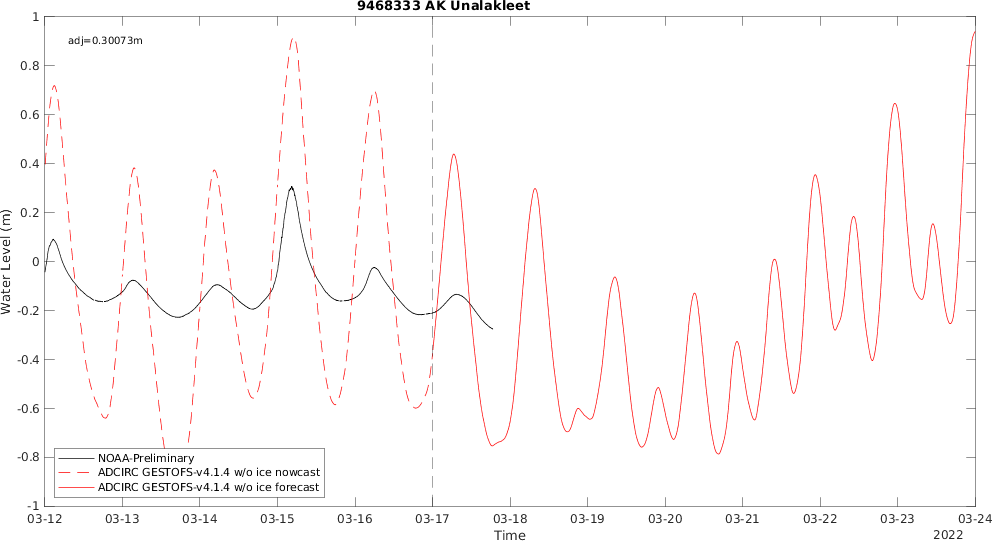 9468333 AK Unalakleet
adj=0.30073m
Water Level (m)
1
0.8
0.6
0.4
0.2
0
-0.2
-0.4
-0.6
-0.8
-1
NOAA-Preliminary
ADCIRC GESTOFS-v4.1.4 w/o ice nowcast
ADCIRC GESTOFS-v4.1.4 w/o ice forecast
03-12 03-13 03-14 03-15 03-16 03-17 03-18 03-19 03-20 03-21 03-22 03-23 03-24
Time
2022